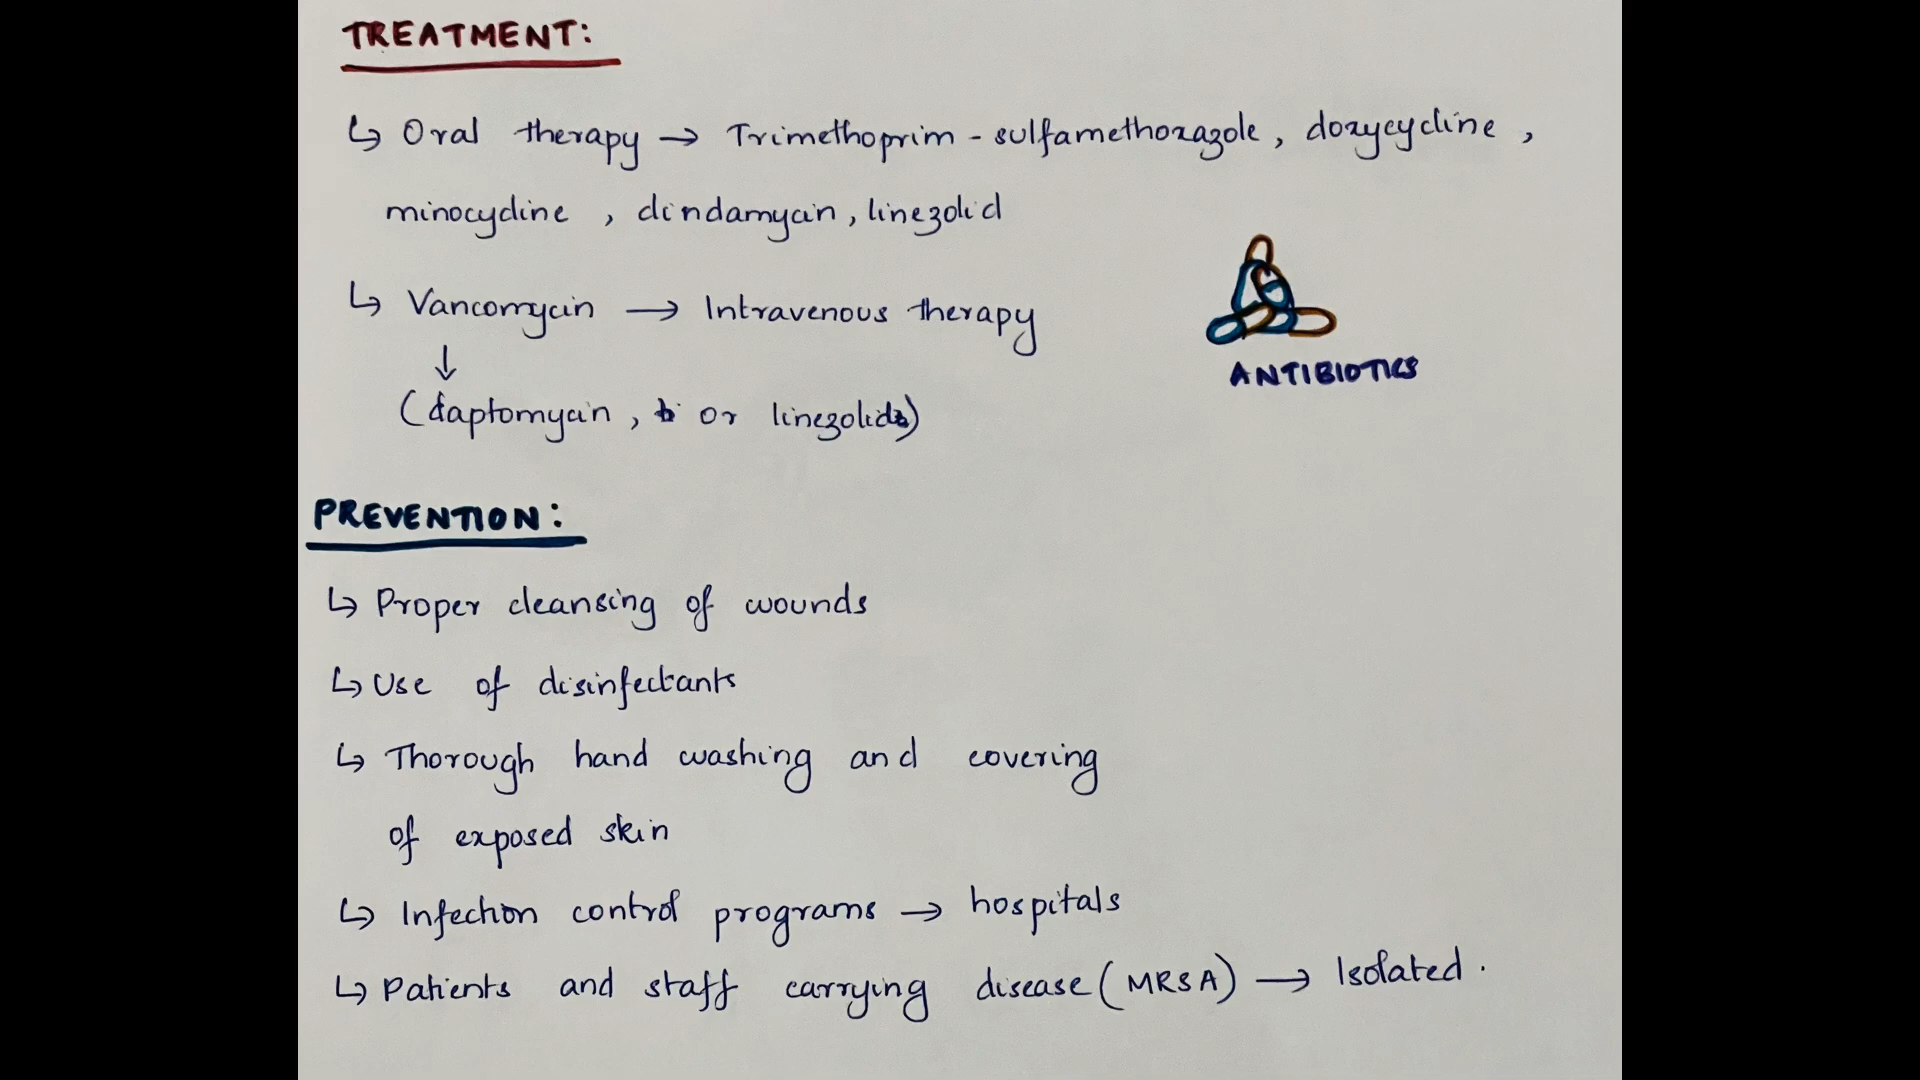 TREATMENT:
↳ Oral therapy → Trimethoprim - sulfamethoxazole, doxycycline,
minocycline, clindamycin, linezolid
↳ Vancomycin → Intravenous therapy
↓
(daptomycin, or linezolid)
ANTIBIOTICS
PREVENTION:
↳ Proper cleansing of wounds
↳ Use of disinfectants
↳ Thorough hand washing and covering
of exposed skin
↳ Infection control programs → hospitals
↳ Patients and staff carrying disease (MRSA) → Isolated.